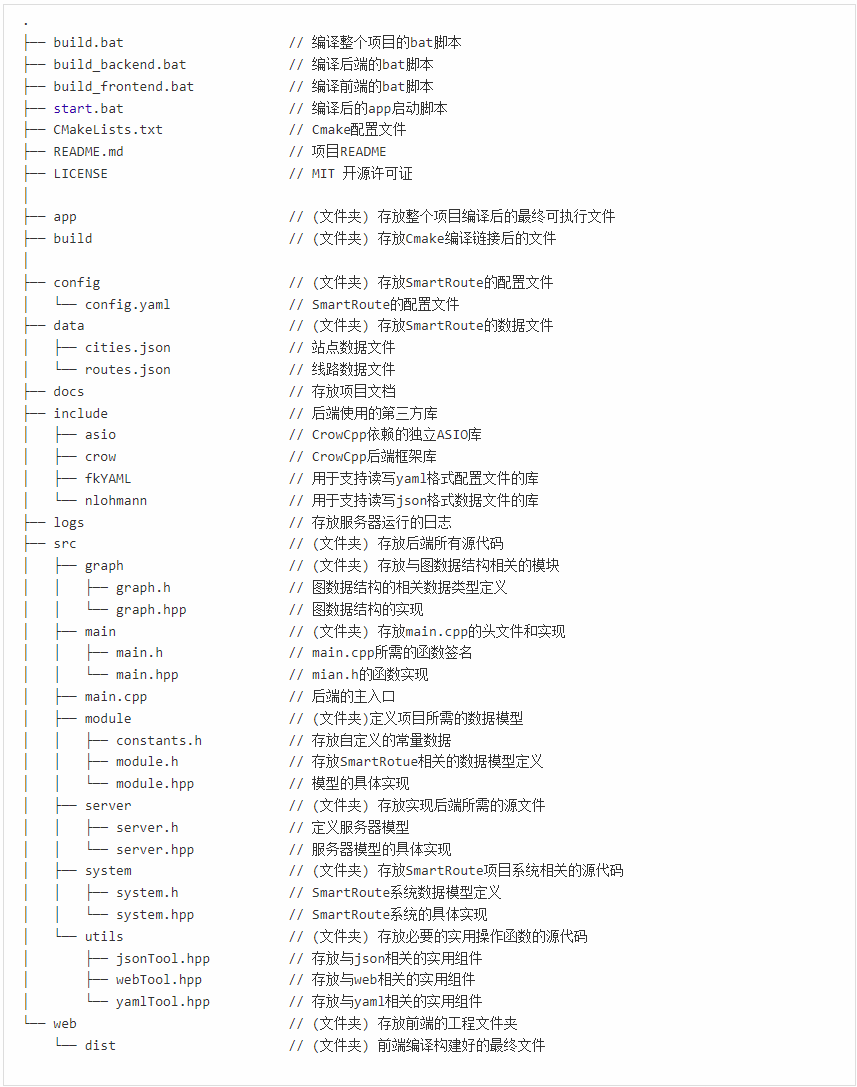 .
├── build.bat // 编译整个项目的bat脚本
├── build_backend.bat // 编译后端的bat脚本
├── build_frontend.bat // 编译前端的bat脚本
├── start.bat // 编译后的app启动脚本
├── CMakeLists.txt // Cmake配置文件
├── README.md // 项目README
├── LICENSE // MIT 开源许可证
│
├── app // (文件夹) 存放整个项目编译后的最终可执行文件
├── build // (文件夹) 存放Cmake编译链接后的文件
│
├── config // (文件夹) 存放SmartRoute的配置文件
│   └── config.yaml // SmartRoute的配置文件
├── data // (文件夹) 存放SmartRoute的数据文件
│   ├── cities.json // 站点数据文件
│   └── routes.json // 线路数据文件
├── docs // 存放项目文档
├── include // 后端使用的第三方库
│   ├── asio // CrowCpp依赖的独立ASIO库
│   ├── crow // CrowCpp后端框架库
│   ├── fkYAML // 用于支持读写yaml格式配置文件的库
│   └── nlohmann // 用于支持读写json格式数据文件的库
├── logs // 存放服务器运行的日志
├── src // (文件夹) 存放后端所有源代码
│   ├── graph // (文件夹) 存放与图数据结构相关的模块
│   │   ├── graph.h // 图数据结构的相关数据类型定义
│   │   └── graph.hpp // 图数据结构的实现
│   ├── main // (文件夹) 存放main.cpp的头文件和实现
│   │   ├── main.h // main.cpp所需的函数签名
│   │   └── main.hpp // mian.h的函数实现
│   ├── main.cpp // 后端的主入口
│   ├── module // (文件夹)定义项目所需的数据模型
│   │   ├── constants.h // 存放自定义的常量数据
│   │   ├── module.h // 存放SmartRotue相关的数据模型定义
│   │   └── module.hpp // 模型的具体实现
│   ├── server // (文件夹) 存放实现后端所需的源文件
│   │   ├── server.h // 定义服务器模型
│   │   └── server.hpp // 服务器模型的具体实现
│   ├── system // (文件夹) 存放SmartRoute项目系统相关的源代码
│   │   ├── system.h // SmartRoute系统数据模型定义
│   │   └── system.hpp // SmartRoute系统的具体实现
│   └── utils // (文件夹) 存放必要的实用操作函数的源代码
│       ├── jsonTool.hpp // 存放与json相关的实用组件
│       ├── webTool.hpp // 存放与web相关的实用组件
│       └── yamlTool.hpp // 存放与yaml相关的实用组件
└── web // (文件夹) 存放前端的工程文件夹
    └── dist // (文件夹) 前端编译构建好的最终文件